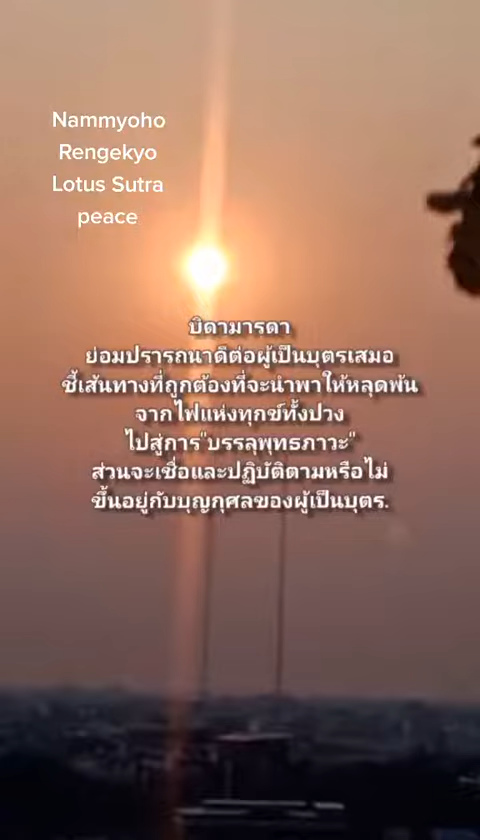 Nammyoho
Rengekyo
Lotus Sutra
peace
บิดามารดา
ย่อมปรารถนาดีต่อผู้เป็นบุตรเสมอ
ชี้เส้นทางที่ถูกต้องที่จะนำพาให้หลุดพ้น
จากไฟแห่งทุกข์ทั้งปวง
ไปสู่การ"บรรลุพุทธภาวะ"
ส่วนจะเชื่อและปฏิบัติตามหรือไม่
ขึ้นอยู่กับบุญกุศลของผู้เป็นบุตร.